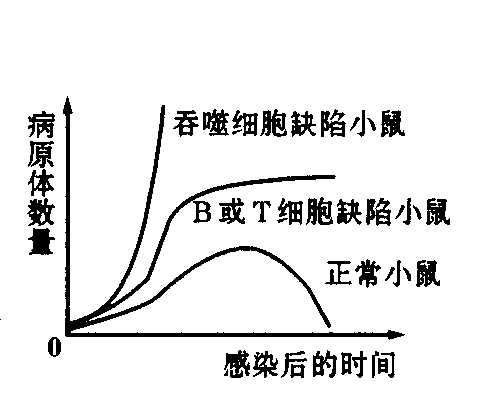 病原体数量
吞噬细胞缺陷小鼠
B或T细胞缺陷小鼠
正常小鼠
0
感染后的时间